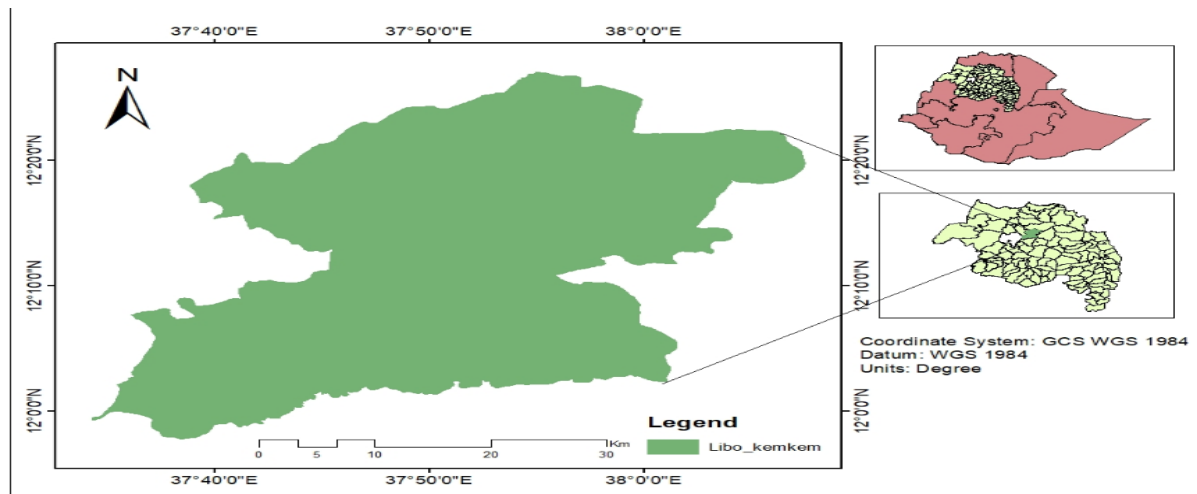 37°40'0"E 37°50'0"E 38°0'0"E
N
12°20'0"N 12°20'0"N
12°10'0"N 12°10'0"N
12°0'0"N 12°0'0"N
Coordinate System: GCS WGS 1984
Datum: WGS 1984
Units: Degree
Legend
Libo_kemkem
Km
0 5 10 20 30
37°40'0"E 37°50'0"E 38°0'0"E